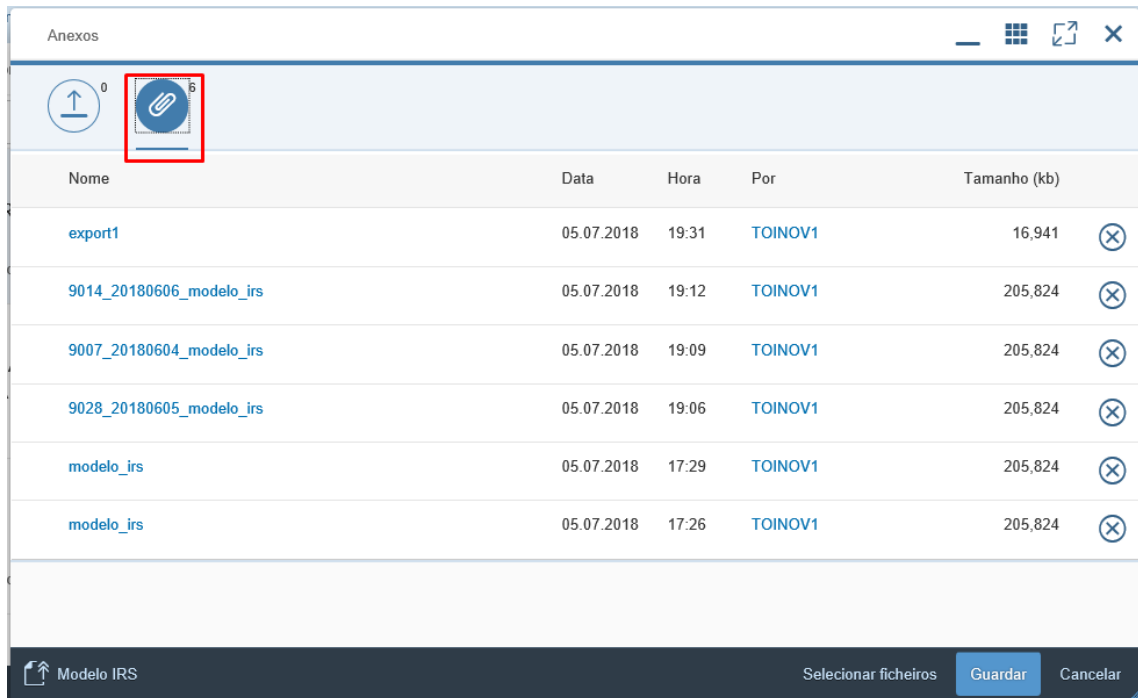 Anexos
0 6
Nome Data Hora Por Tamanho (kb)
export1 05.07.2018 19:31 TOINOV1 16,941
9014_20180606_modelo_irs 05.07.2018 19:12 TOINOV1 205,824
9007_20180604_modelo_irs 05.07.2018 19:09 TOINOV1 205,824
9028_20180605_modelo_irs 05.07.2018 19:06 TOINOV1 205,824
modelo_irs 05.07.2018 17:29 TOINOV1 205,824
modelo_irs 05.07.2018 17:26 TOINOV1 205,824
Modelo IRS Selecionar ficheiros Guardar Cancelar